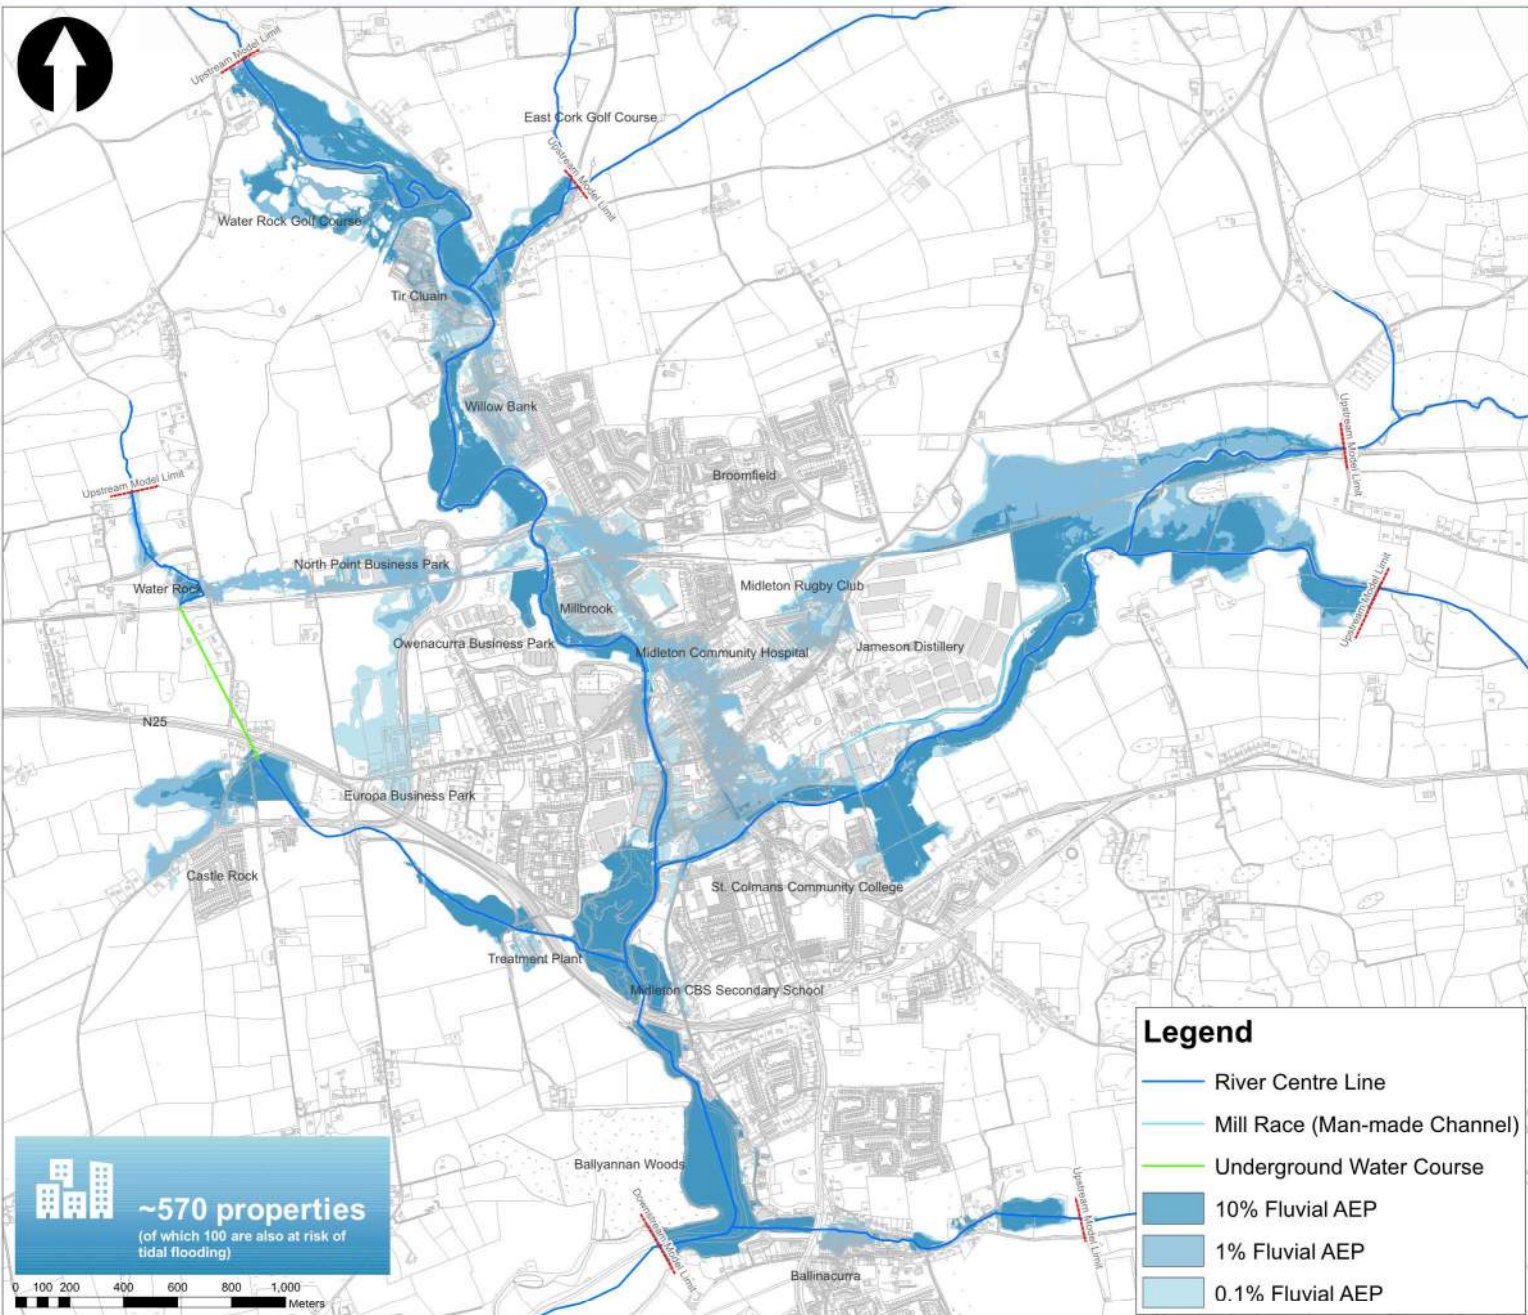 Upstream Model Limit
East Cork Golf Course
Upstream Model Limit
Water Rock Golf Course
Tir Cluain
Willow Bank
Upstream Model Limit
Broomfield
Upstream Model Limit
North Point Business Park
Water Rock
Midleton Rugby Club
Millbrook
Upstream Model Limit
Owenacurra Business Park
Midleton Community Hospital
Jameson Distillery
N25
Europa Business Park
Castle Rock
St. Colmans Community College
Treatment Plant
Midleton CBS Secondary School
Ballyannan Woods
Downstream Model Limit
Upstream Model Limit
Ballinacurra
~570 properties
(of which 100 are also at risk of
tidal flooding)
0 100 200 400 600 800 1,000
Meters
Legend
River Centre Line
Mill Race (Man-made Channel)
Underground Water Course
10% Fluvial AEP
1% Fluvial AEP
0.1% Fluvial AEP